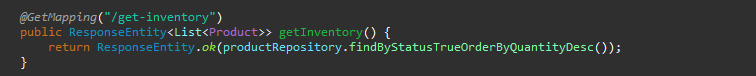 @GetMapping("/get-inventory")
public ResponseEntity<List<Product>> getInventory() {
    return ResponseEntity.ok(productRepository.findByStatusTrueOrderByQuantityDesc());
}